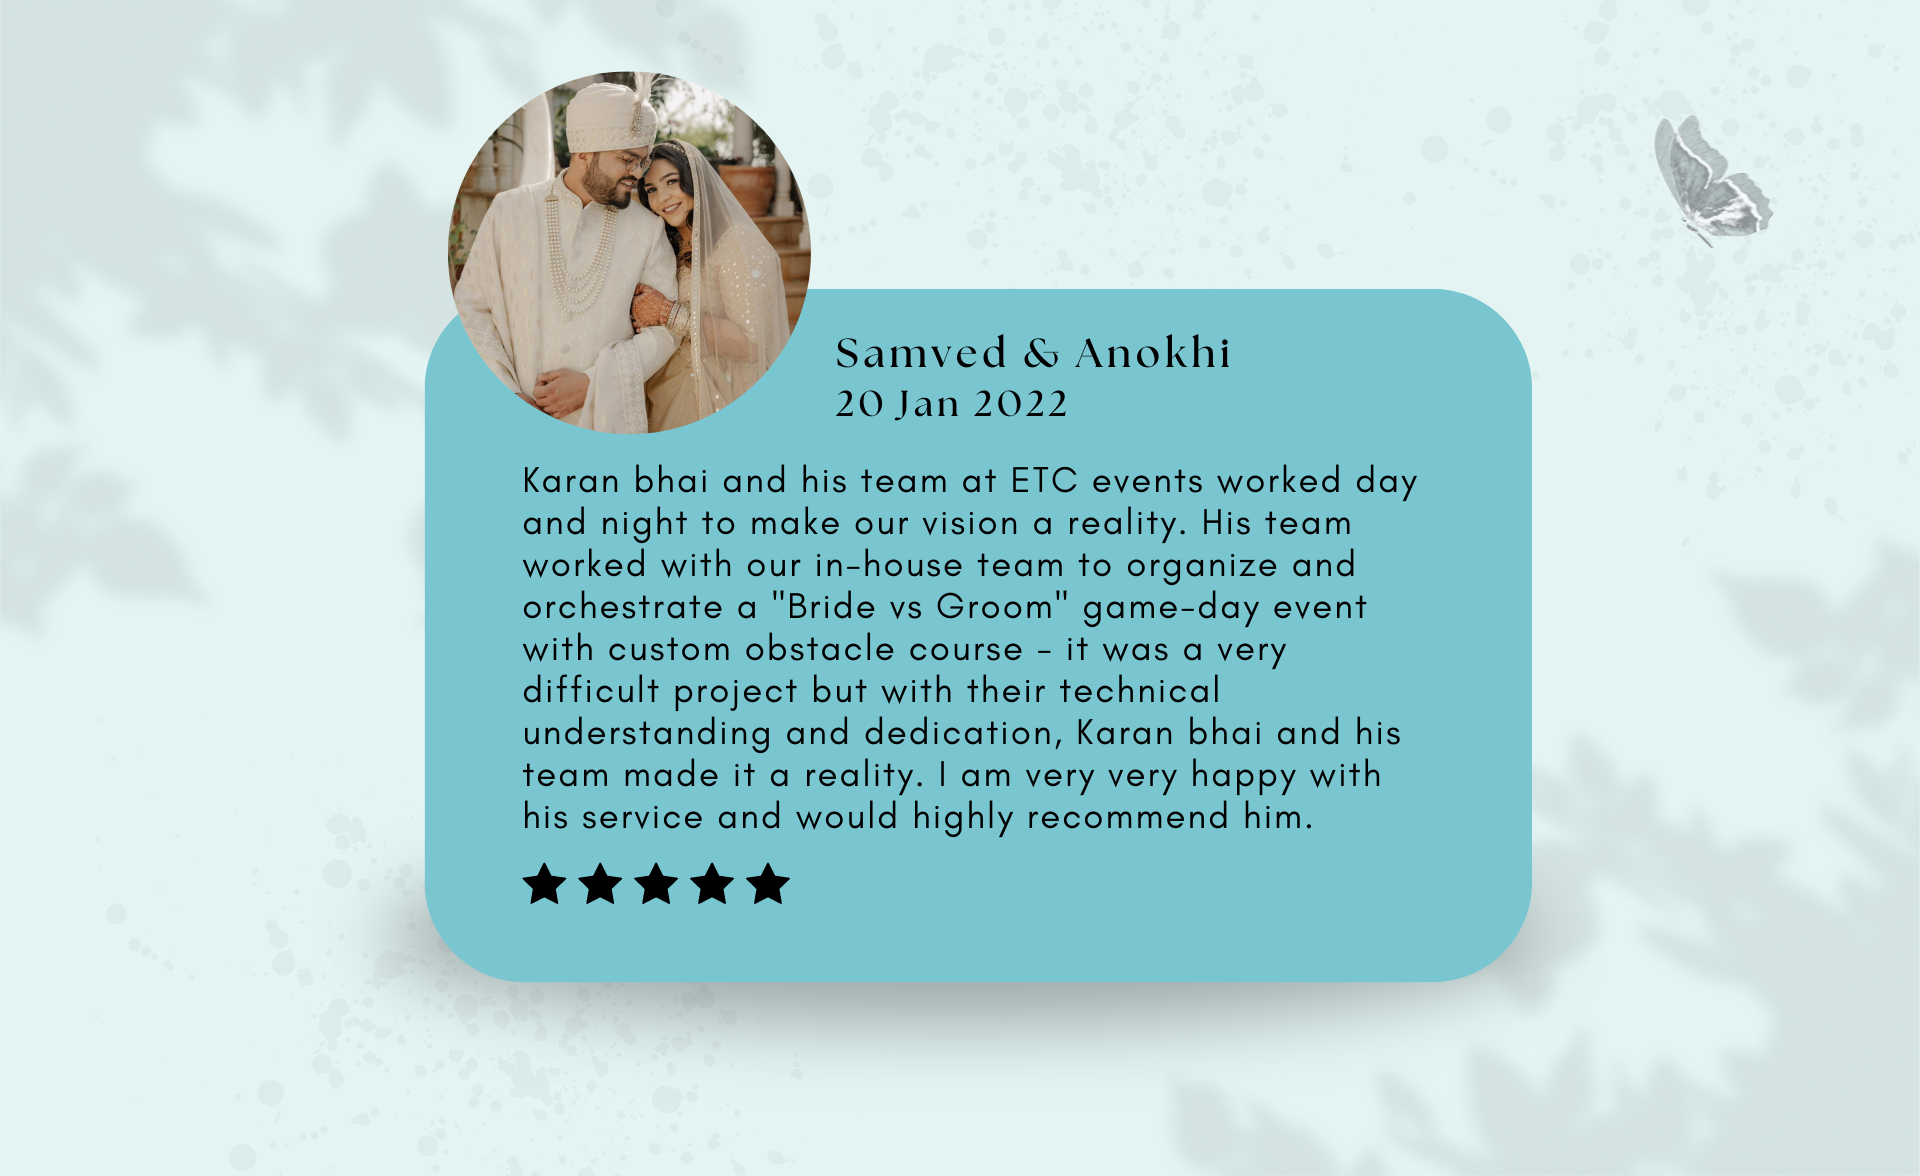 Samved & Anokhi
20 Jan 2022
Karan bhai and his team at ETC events worked day
and night to make our vision a reality. His team
worked with our in-house team to organize and
orchestrate a "Bride vs Groom" game-day event
with custom obstacle course - it was a very
difficult project but with their technical
understanding and dedication, Karan bhai and his
team made it a reality. I am very very happy with
his service and would highly recommend him.